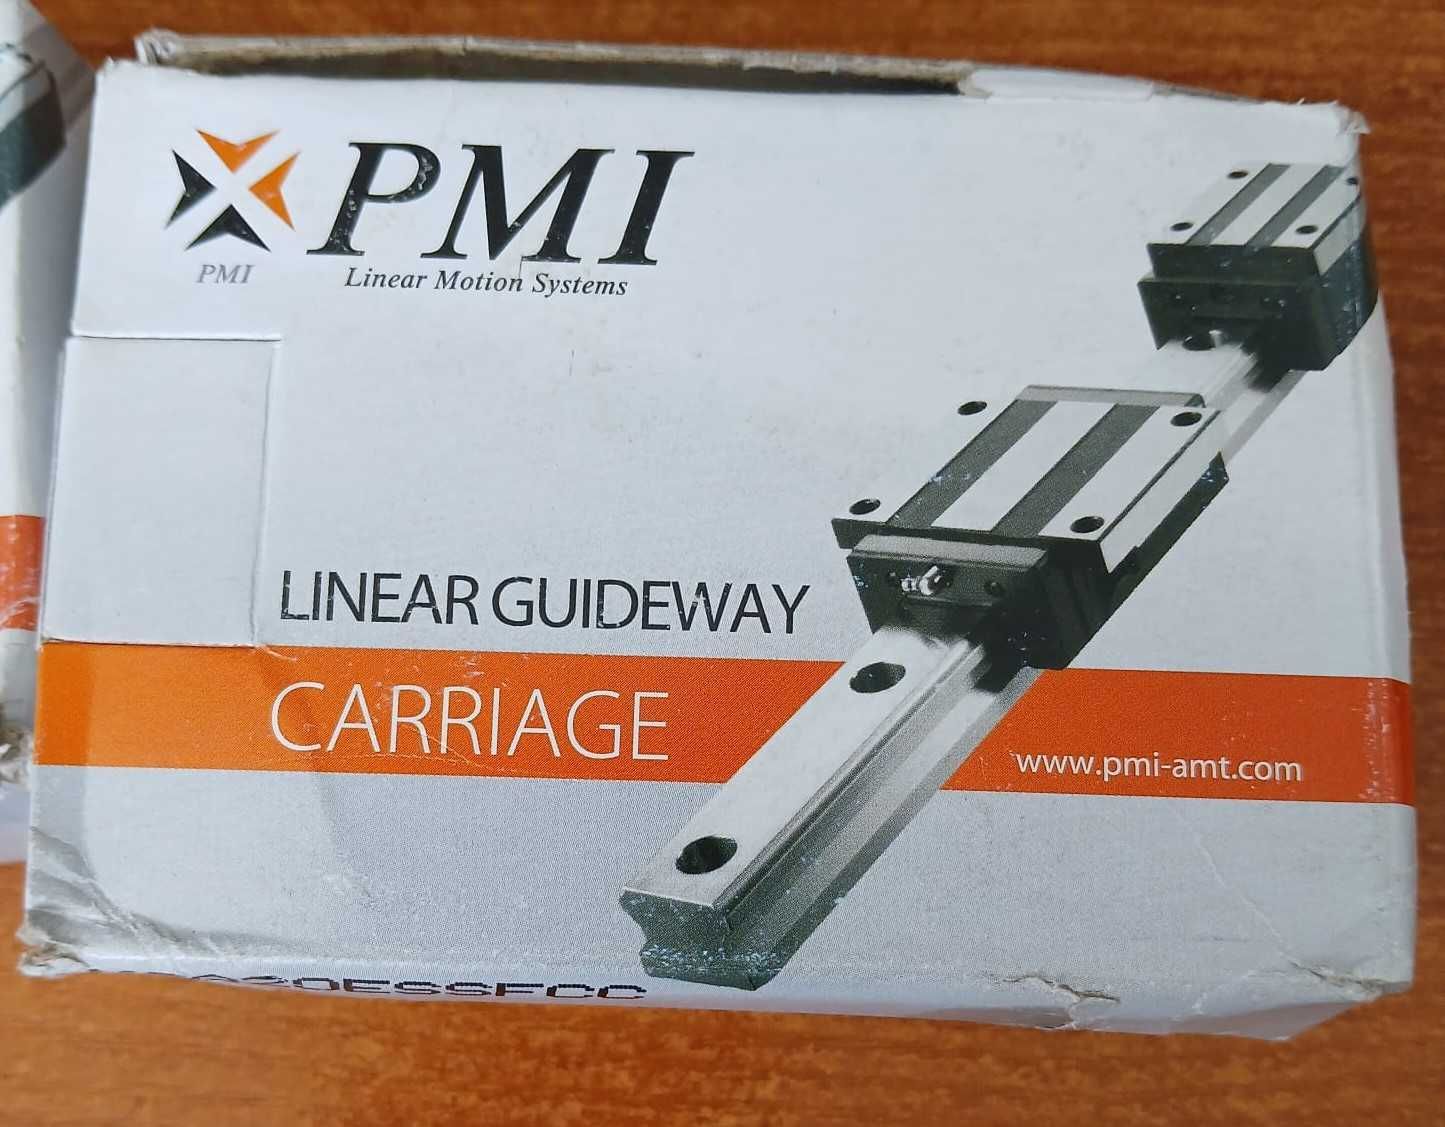 PMI
PMI
Linear Motion Systems
LINEAR GUIDEWAY
CARRIAGE
www.pmi-amt.com